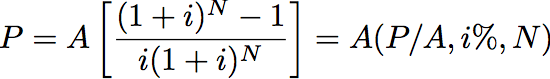 P = A [ ((1 + i)^N − 1) / (i(1 + i)^N) ] = A(P/A, i%, N)